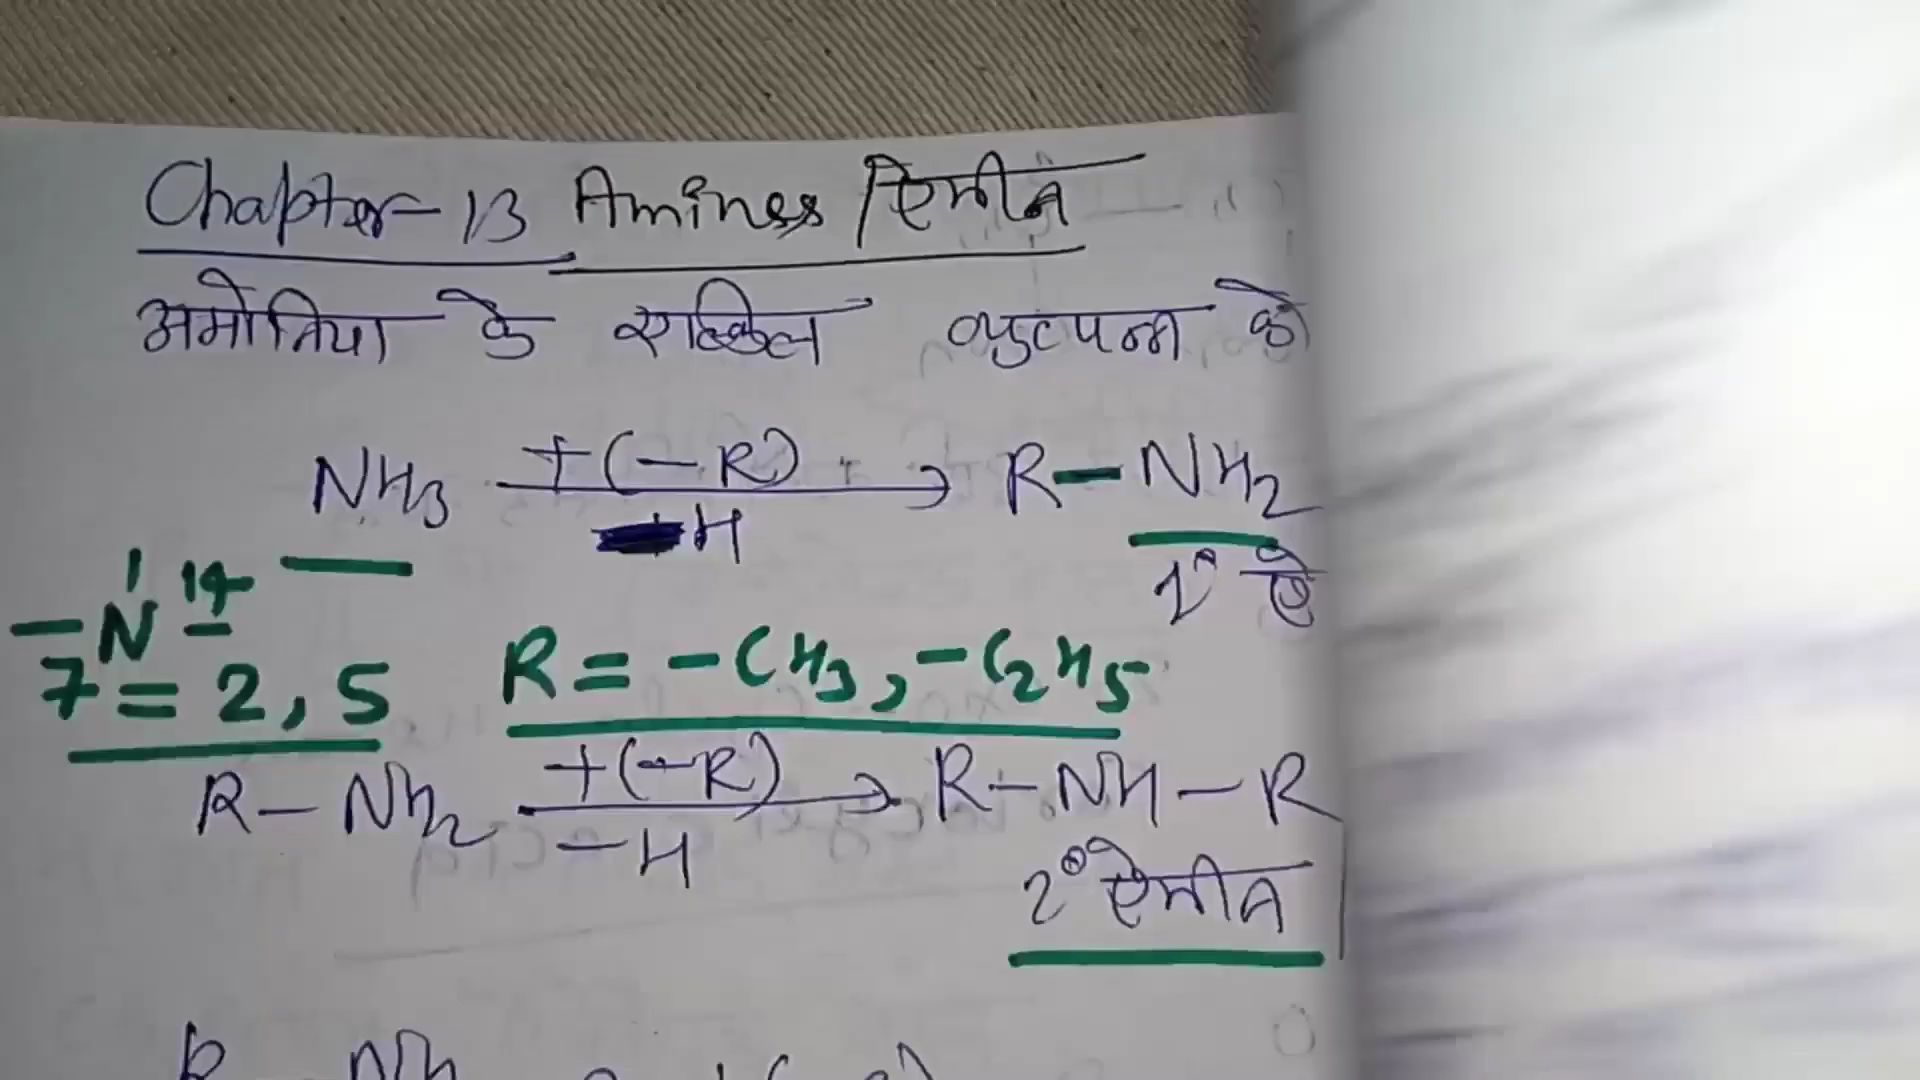 Chapter-13 Amines/ऐमीन
अमोनिया के एल्किल व्युत्पन्न को
NH3 +(-R) -H → R-NH2
1° ऐ
-N 14
7 = 2, 5
R = -CH3, -C2H5
R-NH2 +(-R) -H → R-NH-R
2° ऐमीन